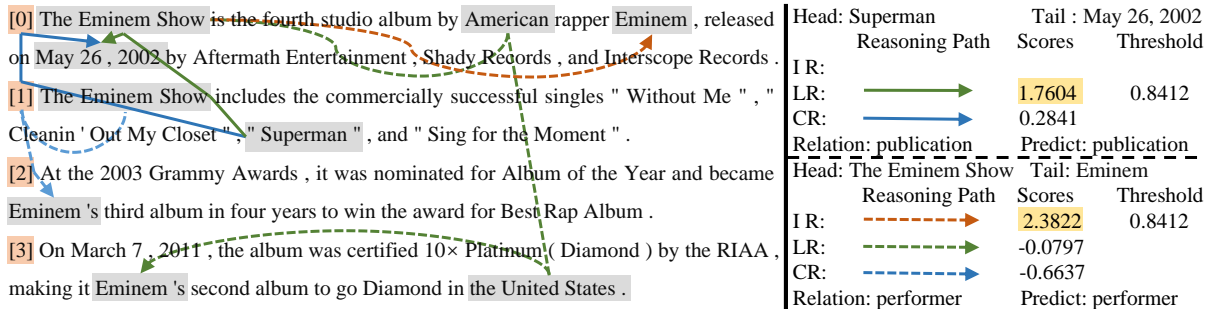 [0] The Eminem Show is the fourth studio album by American rapper Eminem , released
on May 26 , 2002 by Aftermath Entertainment , Shady Records , and Interscope Records .
[1] The Eminem Show includes the commercially successful singles " Without Me " , "
Cleanin ' Out My Closet " , " Superman " , and " Sing for the Moment " .
[2] At the 2003 Grammy Awards , it was nominated for Album of the Year and became
Eminem 's third album in four years to win the award for Best Rap Album .
[3] On March 7 , 2011 , the album was certified 10× Platinum ( Diamond ) by the RIAA ,
making it Eminem 's second album to go Diamond in the United States .
Head: Superman Tail : May 26, 2002
Reasoning Path Scores Threshold
I R:
LR: 1.7604 0.8412
CR: 0.2841
Relation: publication Predict: publication
Head: The Eminem Show Tail: Eminem
Reasoning Path Scores Threshold
I R: 2.3822 0.8412
LR: -0.0797
CR: -0.6637
Relation: performer Predict: performer